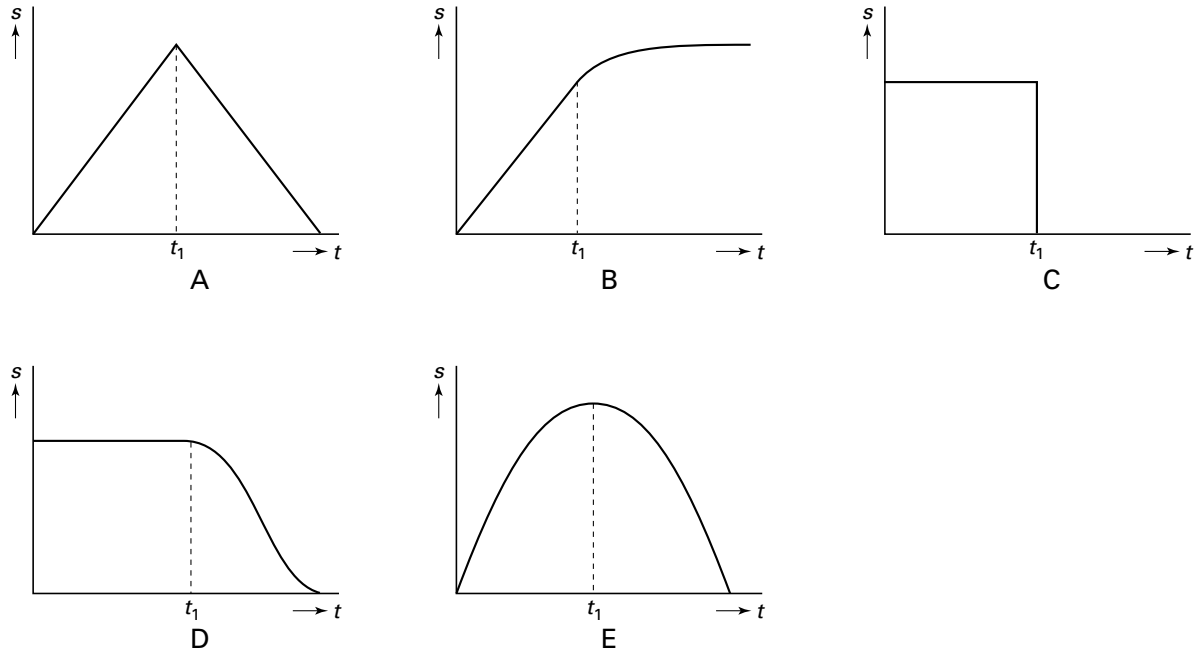 s s s
t₁ t t₁ t t₁ t
A B C
s s
t₁ t t₁ t
D E